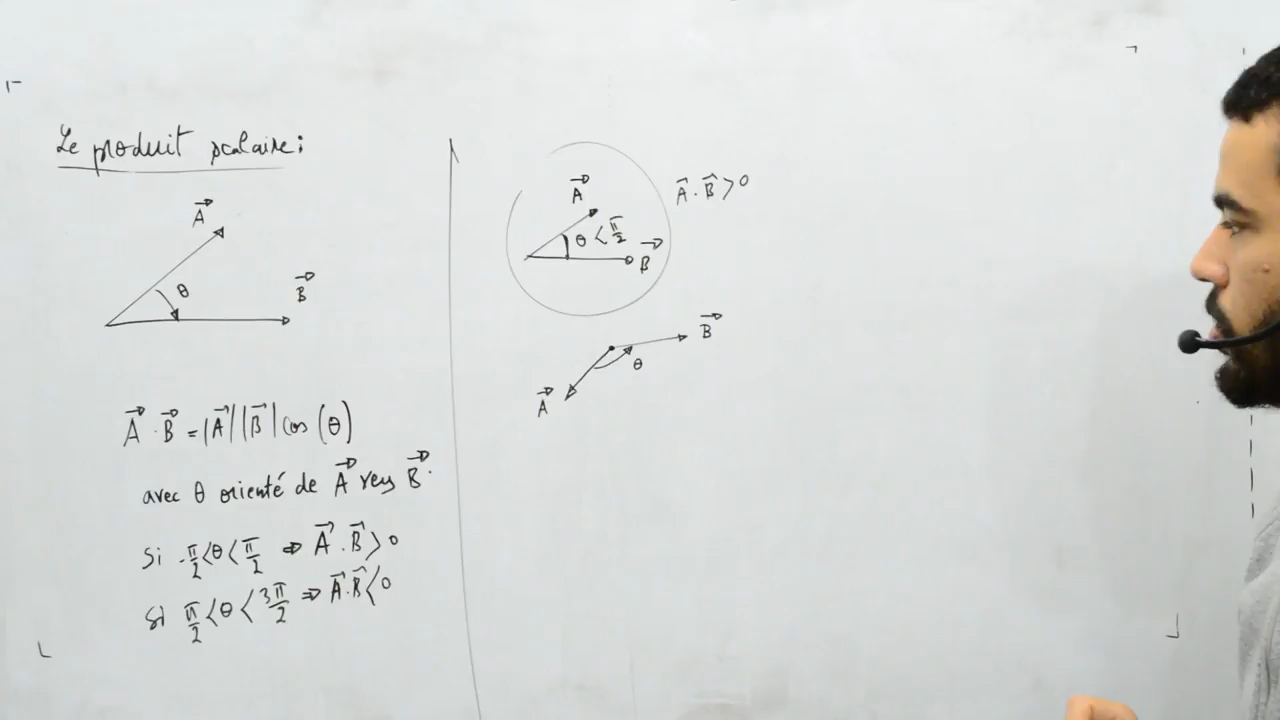 Le produit scalaire :
A⃗
θ
B⃗
A⃗ . B⃗ = |A⃗| |B⃗| cos (θ)
avec θ orienté de A⃗ vers B⃗.
Si -π/2 < θ < π/2 ⇒ A⃗ . B⃗ > 0
Si π/2 < θ < 3π/2 ⇒ A⃗ . B⃗ < 0
A⃗
θ < π/2
B⃗
A⃗ . B⃗ > 0
B⃗
θ
A⃗